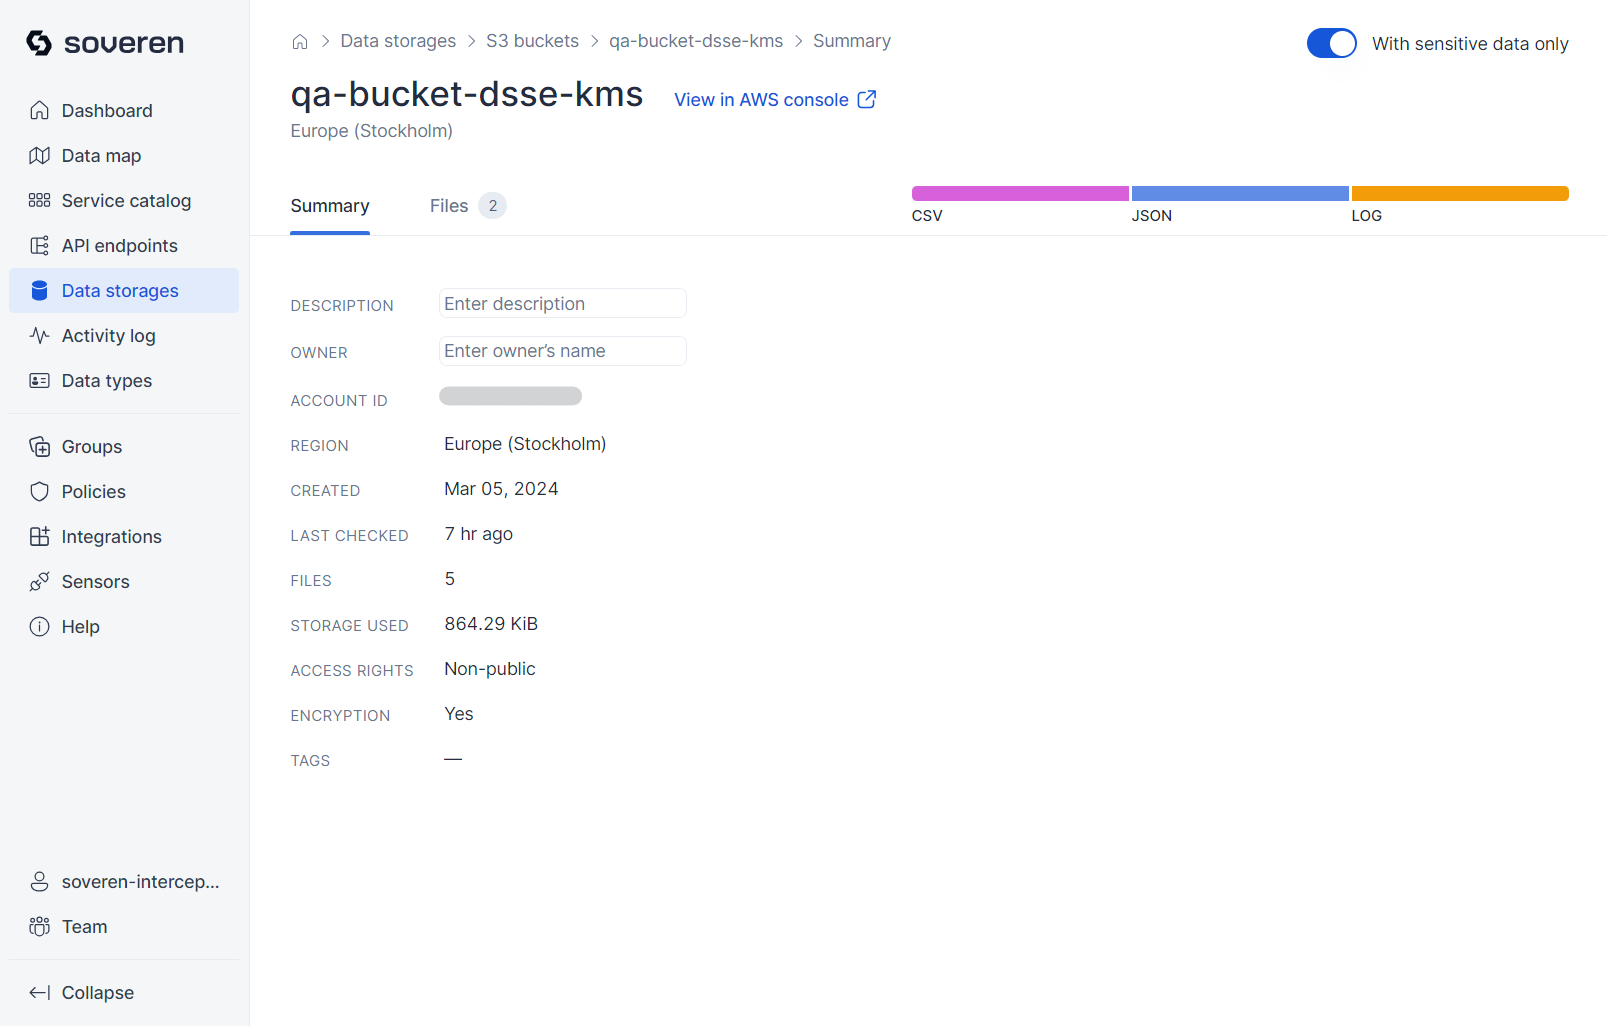 soveren
Dashboard
Data map
Service catalog
API endpoints
Data storages
Activity log
Data types
Groups
Policies
Integrations
Sensors
Help
soveren-intercep...
Team
Collapse
Data storages > S3 buckets > qa-bucket-dsse-kms > Summary
With sensitive data only
qa-bucket-dsse-kms View in AWS console
Europe (Stockholm)
Summary Files 2
CSV JSON LOG
DESCRIPTION Enter description
OWNER Enter owner's name
ACCOUNT ID
REGION Europe (Stockholm)
CREATED Mar 05, 2024
LAST CHECKED 7 hr ago
FILES 5
STORAGE USED 864.29 KiB
ACCESS RIGHTS Non-public
ENCRYPTION Yes
TAGS —